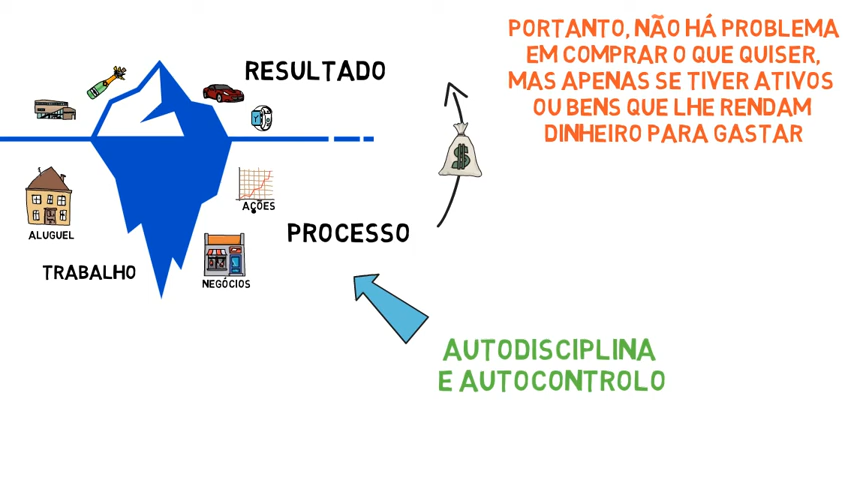 RESULTADO
PORTANTO, NÃO HÁ PROBLEMA
EM COMPRAR O QUE QUISER,
MAS APENAS SE TIVER ATIVOS
OU BENS QUE LHE RENDAM
DINHEIRO PARA GASTAR
AÇÕES
ALUGUEL
PROCESSO
TRABALHO
NEGÓCIOS
AUTODISCIPLINA
E AUTOCONTROLO